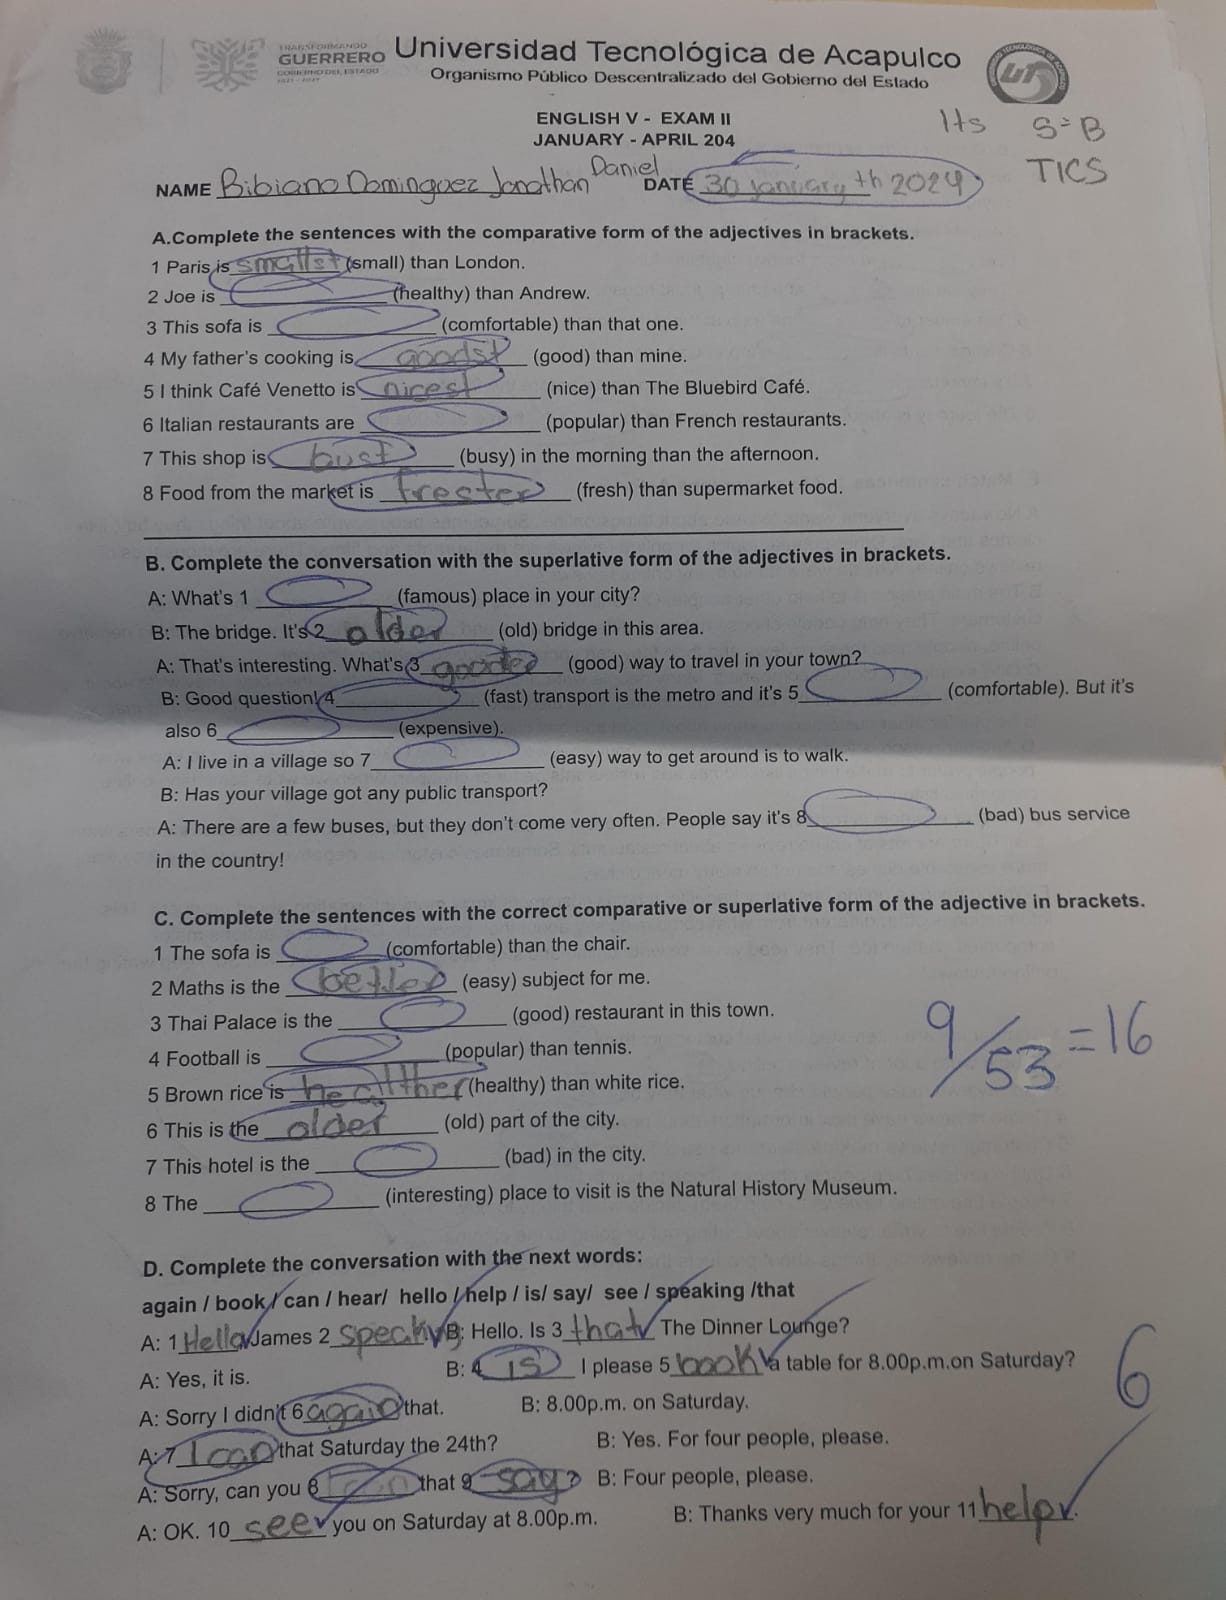 TRANSFORMANDO
GUERRERO
GOBIERNO DEL ESTADO
Universidad Tecnológica de Acapulco
Organismo Público Descentralizado del Gobierno del Estado
ENGLISH V - EXAM II
JANUARY - APRIL 204
1ts 5=B
TICS
NAME Bibiano Dominguez Jonathan Daniel DATE 30 january th 2024
A.Complete the sentences with the comparative form of the adjectives in brackets.
1 Paris is smallst (small) than London.
2 Joe is ____ (healthy) than Andrew.
3 This sofa is ____ (comfortable) than that one.
4 My father's cooking is goodst (good) than mine.
5 I think Café Venetto is nicest (nice) than The Bluebird Café.
6 Italian restaurants are ____ (popular) than French restaurants.
7 This shop is bust (busy) in the morning than the afternoon.
8 Food from the market is frester (fresh) than supermarket food.
B. Complete the conversation with the superlative form of the adjectives in brackets.
A: What's 1 ____ (famous) place in your city?
B: The bridge. It's 2 older (old) bridge in this area.
A: That's interesting. What's 3 gooder (good) way to travel in your town?
B: Good question! 4 ____ (fast) transport is the metro and it's 5 ____ (comfortable). But it's
also 6 ____ (expensive).
A: I live in a village so 7 ____ (easy) way to get around is to walk.
B: Has your village got any public transport?
A: There are a few buses, but they don't come very often. People say it's 8 ____ (bad) bus service
in the country!
C. Complete the sentences with the correct comparative or superlative form of the adjective in brackets.
1 The sofa is ____ (comfortable) than the chair.
2 Maths is the better (easy) subject for me.
3 Thai Palace is the ____ (good) restaurant in this town.
4 Football is ____ (popular) than tennis.
5 Brown rice is heallther (healthy) than white rice.
6 This is the older (old) part of the city.
7 This hotel is the ____ (bad) in the city.
8 The ____ (interesting) place to visit is the Natural History Museum.
9/53 = 16
D. Complete the conversation with the next words:
again / book / can / hear/ hello / help / is/ say/ see / speaking /that
A: 1 Hello James 2 B: Hello. Is 3 that The Dinner Lounge?
A: Yes, it is. B: 4 is I please 5 book a table for 8.00p.m.on Saturday?
A: Sorry I didn't 6 again that. B: 8.00p.m. on Saturday.
A: 7 I can that Saturday the 24th? B: Yes. For four people, please.
A: Sorry, can you 8 that 9 say ? B: Four people, please.
A: OK. 10 see you on Saturday at 8.00p.m. B: Thanks very much for your 11 help.
6